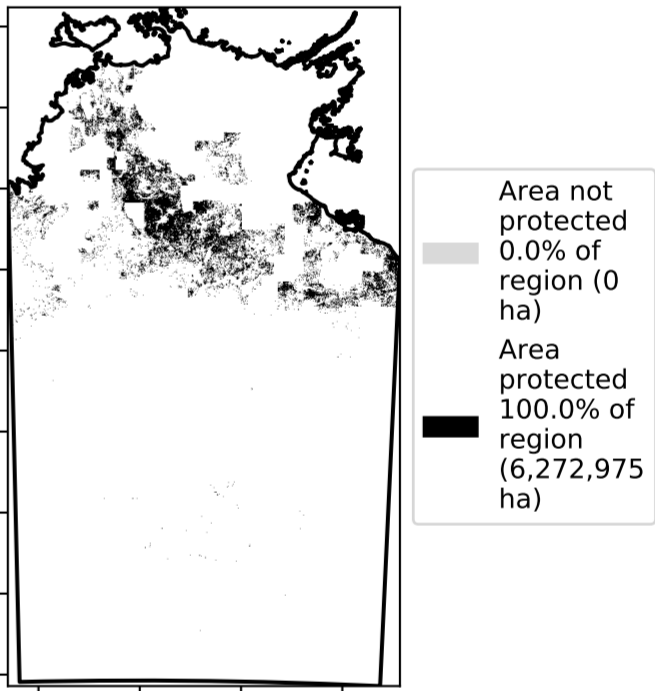 Area not
protected
0.0% of
region (0
ha)
Area
protected
100.0% of
region
(6,272,975
ha)